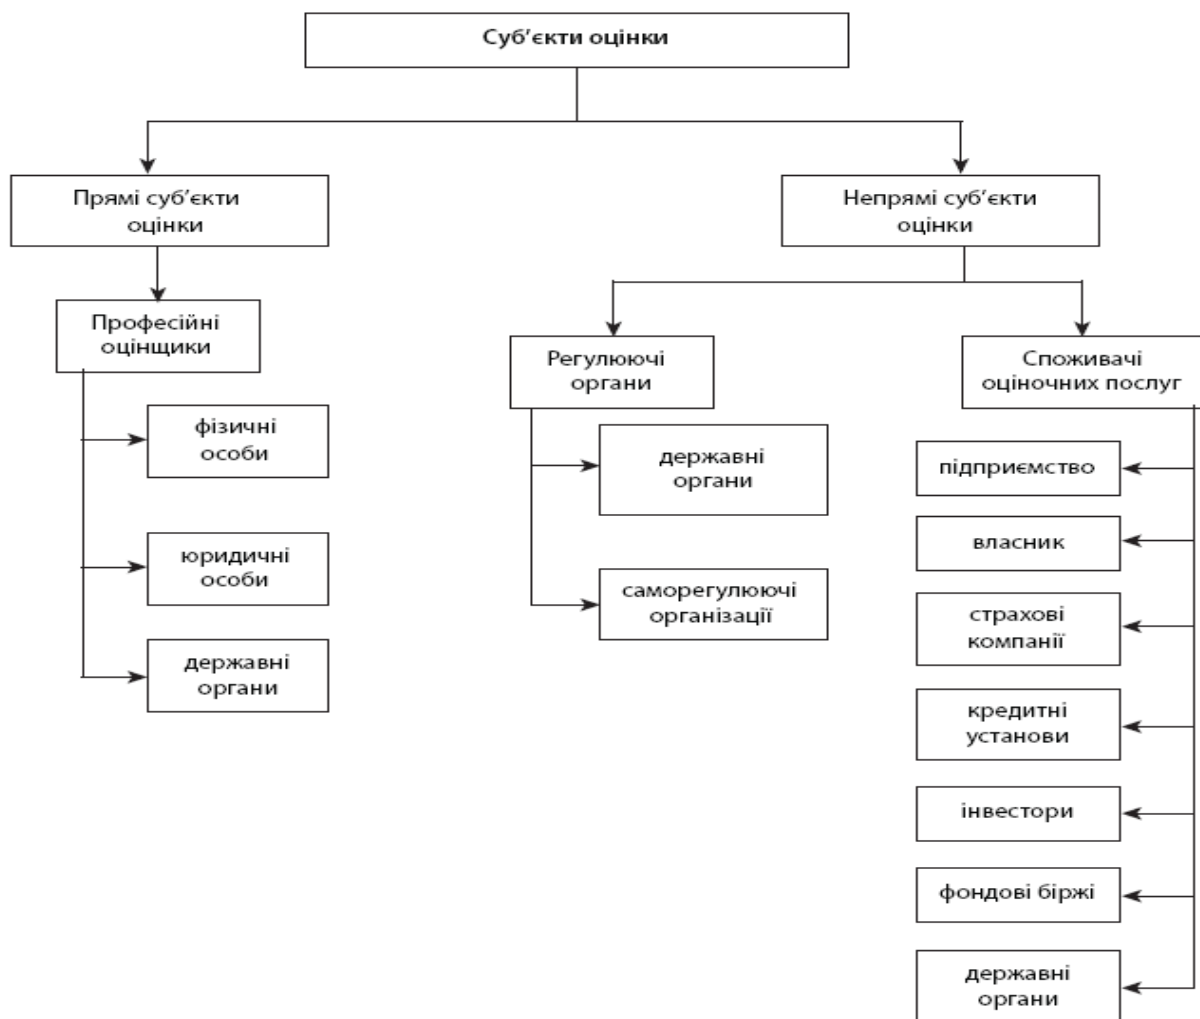 Суб’єкти оцінки
Прямі суб’єкти
оцінки
Непрямі суб’єкти
оцінки
Професійні
оцінщики
фізичні
особи
юридичні
особи
державні
органи
Регулюючі
органи
державні
органи
саморегулюючі
організації
Споживачі
оціночних послуг
підприємство
власник
страхові
компанії
кредитні
установи
інвестори
фондові біржі
державні
органи